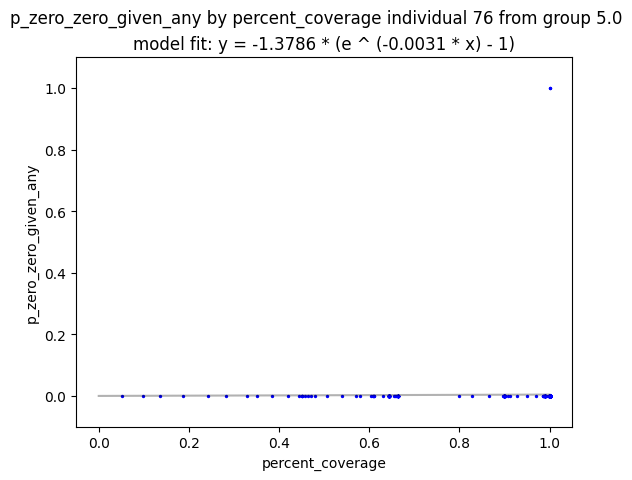 p_zero_zero_given_any by percent_coverage individual 76 from group 5.0
model fit: y = -1.3786 * (e ^ (-0.0031 * x) - 1)
p_zero_zero_given_any
1.0
0.8
0.6
0.4
0.2
0.0
0.0 0.2 0.4 0.6 0.8 1.0
percent_coverage